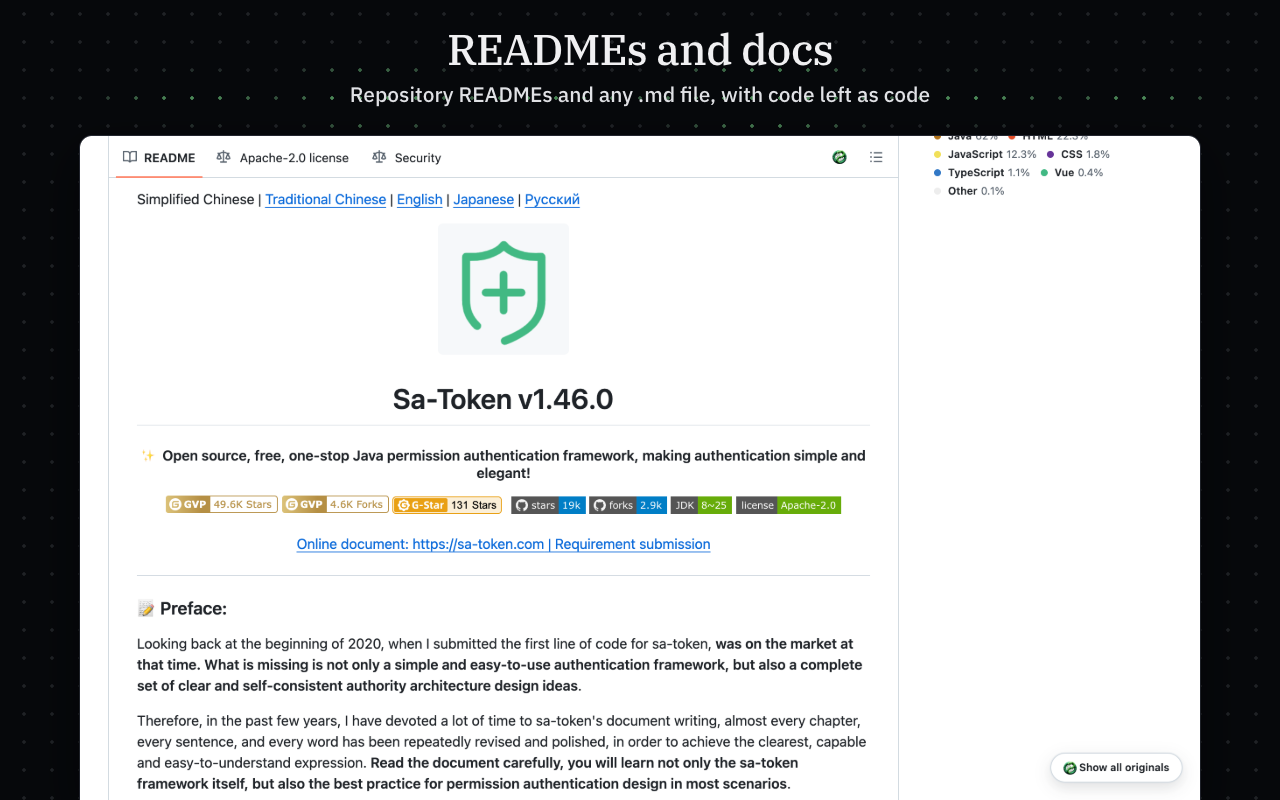 READMEs and docs
Repository READMEs and any .md file, with code left as code
README Apache-2.0 license Security
Java 62% HTML 22.3%
JavaScript 12.3% CSS 1.8%
TypeScript 1.1% Vue 0.4%
Other 0.1%
Simplified Chinese | Traditional Chinese | English | Japanese | Русский
Sa-Token v1.46.0
✨ Open source, free, one-stop Java permission authentication framework, making authentication simple and
elegant!
GVP 49.6K Stars GVP 4.6K Forks G-Star 131 Stars stars 19k forks 2.9k JDK 8~25 license Apache-2.0
Online document: https://sa-token.com | Requirement submission
📝 Preface:
Looking back at the beginning of 2020, when I submitted the first line of code for sa-token, was on the market at
that time. What is missing is not only a simple and easy-to-use authentication framework, but also a complete
set of clear and self-consistent authority architecture design ideas.
Therefore, in the past few years, I have devoted a lot of time to sa-token's document writing, almost every chapter,
every sentence, and every word has been repeatedly revised and polished, in order to achieve the clearest, capable
and easy-to-understand expression. Read the document carefully, you will learn not only the sa-token
framework itself, but also the best practice for permission authentication design in most scenarios.
Show all originals